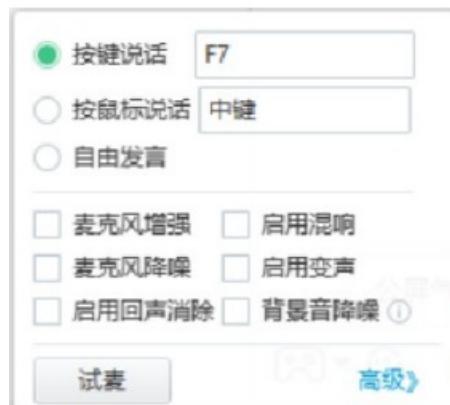 按键说话 F7
按鼠标说话 中键
自由发言
麦克风增强 启用混响
麦克风降噪 启用变声
启用回声消除 背景音降噪
试麦 高级》